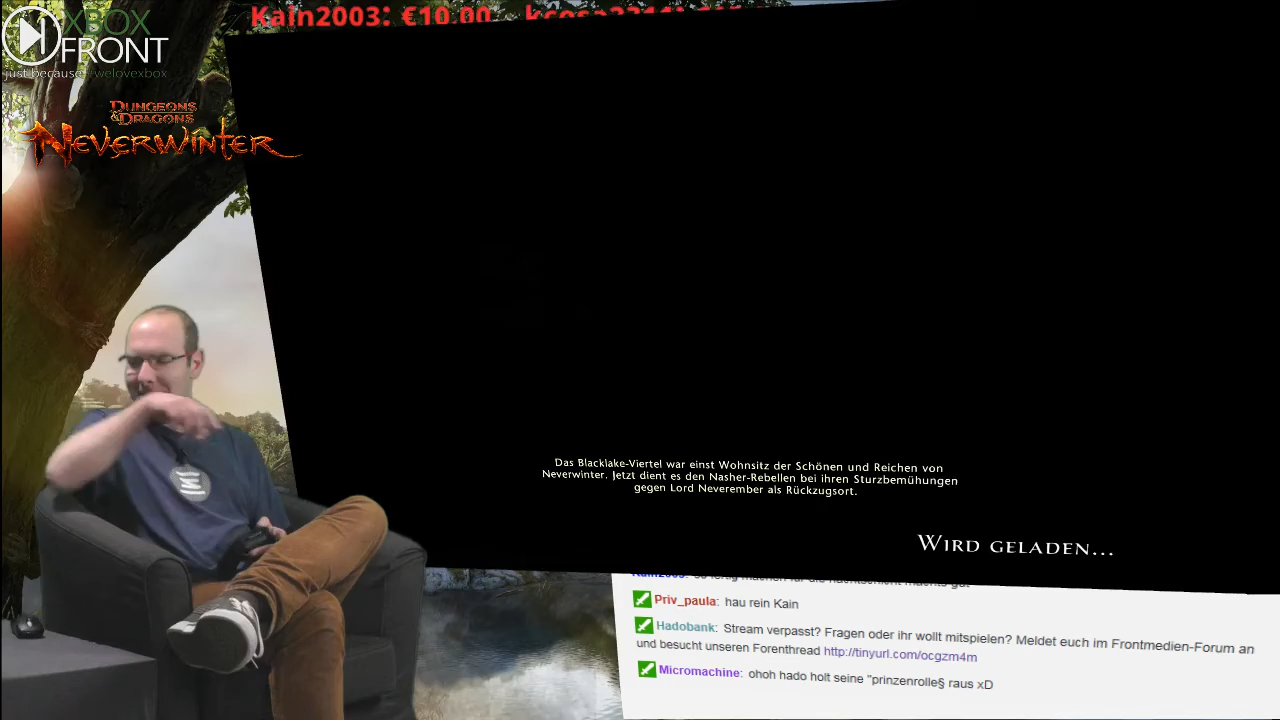 Kain2003: €10.00
XBOX
FRONT
just because #welovexbox
DUNGEONS
& DRAGONS
NEVERWINTER
Das Blacklake-Viertel war einst Wohnsitz der Schönen und Reichen von
Neverwinter. Jetzt dient es den Nasher-Rebellen bei ihren Sturzbemühungen
gegen Lord Neverember als Rückzugsort.
WIRD GELADEN...
Priv_paula: hau rein Kain
Hadobank: Stream verpasst? Fragen oder ihr wollt mitspielen? Meldet euch im Frontmedien-Forum an
und besucht unseren Forenthread http://tinyurl.com/ocgzm4m
Micromachine: ohoh hado holt seine "prinzenrolle§ raus xD